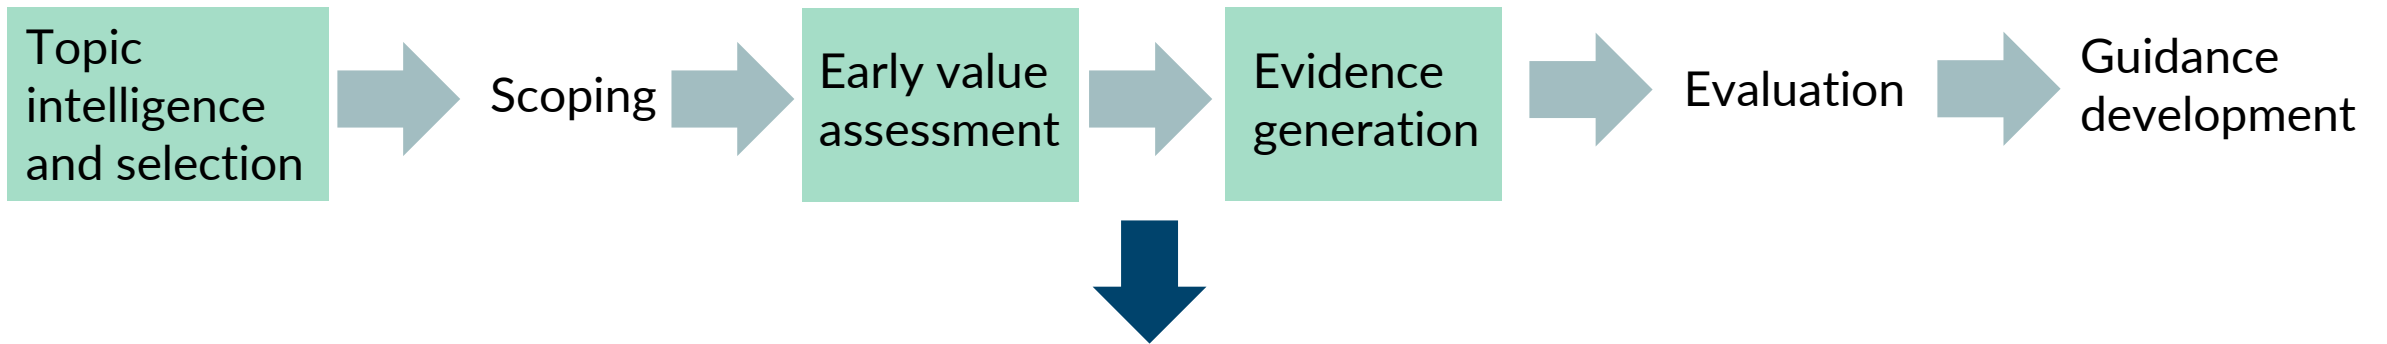 Topic
intelligence
and selection
Scoping
Early value
assessment
Evidence
generation
Evaluation
Guidance
development